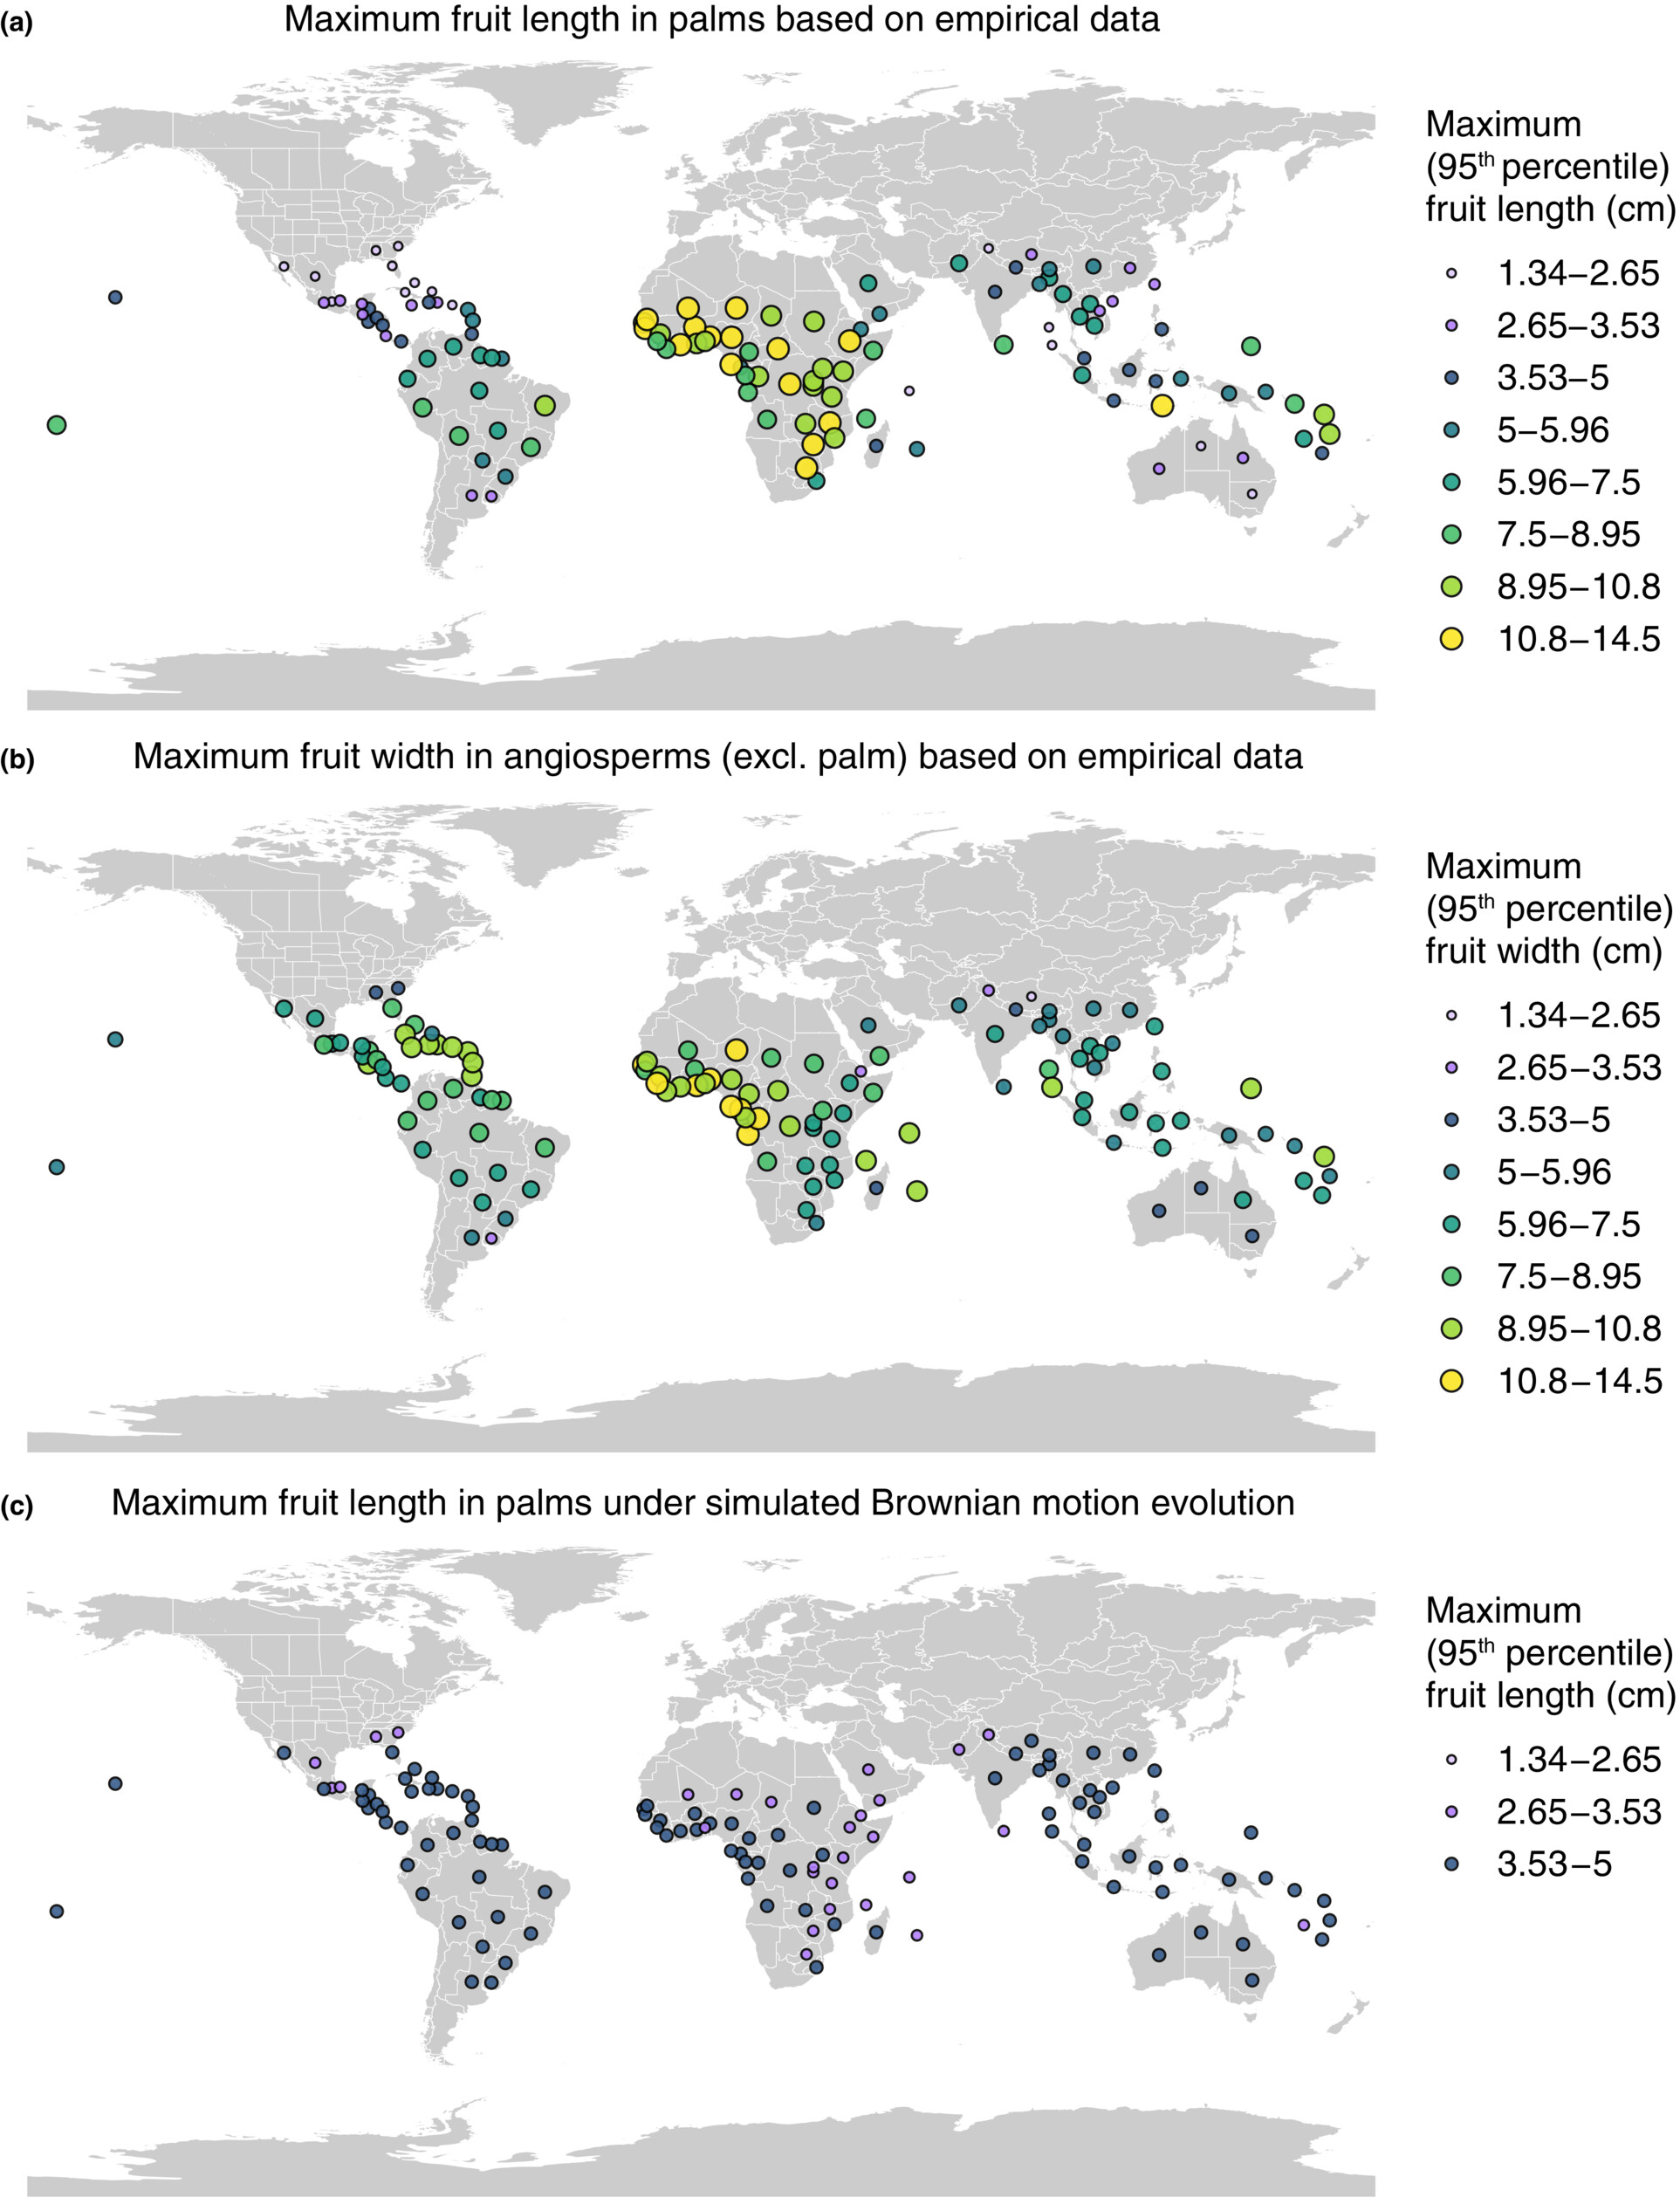 (a)
Maximum fruit length in palms based on empirical data
Maximum
(95th percentile)
fruit length (cm)
1.34–2.65
2.65–3.53
3.53–5
5–5.96
5.96–7.5
7.5–8.95
8.95–10.8
10.8–14.5
(b)
Maximum fruit width in angiosperms (excl. palm) based on empirical data
Maximum
(95th percentile)
fruit width (cm)
1.34–2.65
2.65–3.53
3.53–5
5–5.96
5.96–7.5
7.5–8.95
8.95–10.8
10.8–14.5
(c)
Maximum fruit length in palms under simulated Brownian motion evolution
Maximum
(95th percentile)
fruit length (cm)
1.34–2.65
2.65–3.53
3.53–5